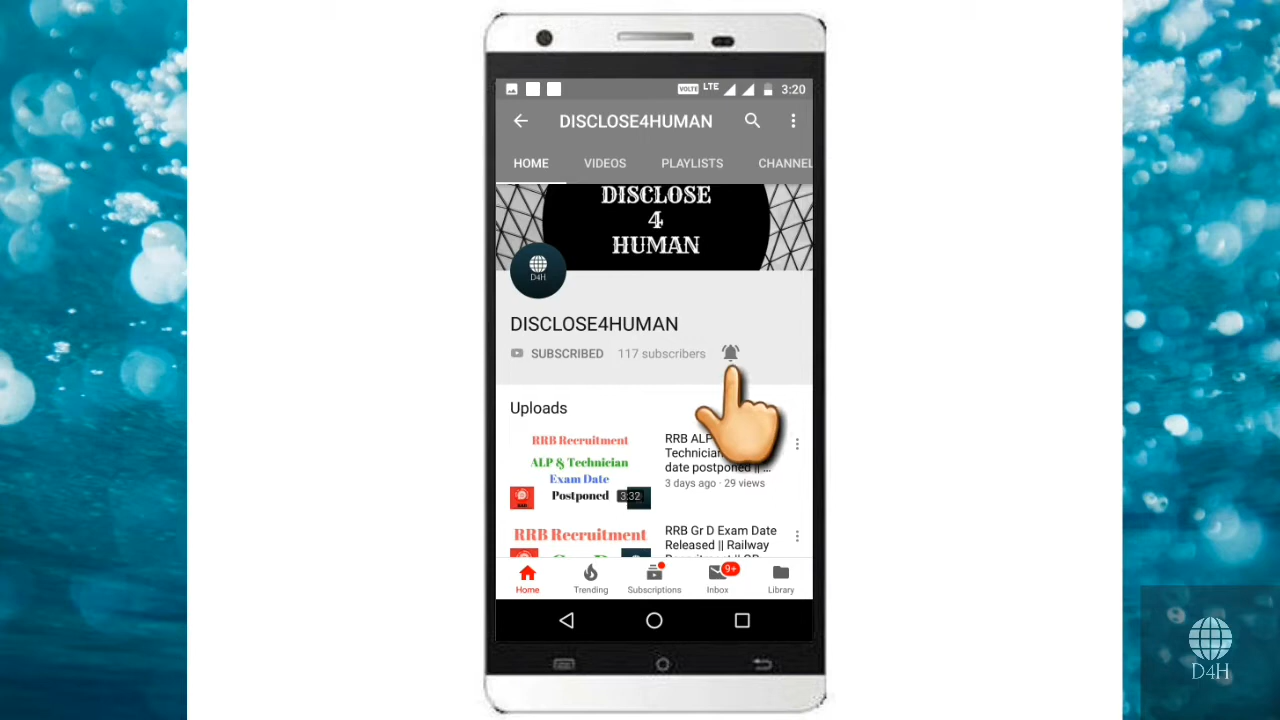 VOLTE LTE 3:20
DISCLOSE4HUMAN
HOME VIDEOS PLAYLISTS CHANNEL
DISCLOSE
4
HUMAN
D4H
DISCLOSE4HUMAN
SUBSCRIBED 117 subscribers
Uploads
RRB Recruitment
ALP & Technician
Exam Date
Postponed 3:32
RRB ALP
Technician
date postponed || ...
3 days ago · 29 views
RRB Recruitment
RRB Gr D Exam Date
Released || Railway
9+
Home Trending Subscriptions Inbox Library
D4H